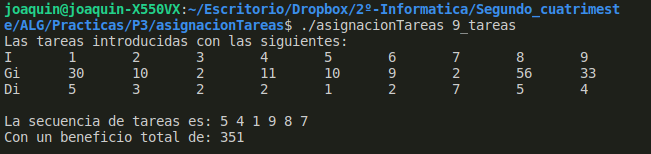 joaquin@joaquin-X550VX:~/Escritorio/Dropbox/2º-Informatica/Segundo_cuatrimest
e/ALG/Practicas/P3/asignacionTareas$ ./asignacionTareas 9_tareas
Las tareas introducidas con las siguientes:
I 1 2 3 4 5 6 7 8 9
Gi 30 10 2 11 10 9 2 56 33
Di 5 3 2 2 1 2 7 5 4
La secuencia de tareas es: 5 4 1 9 8 7
Con un beneficio total de: 351